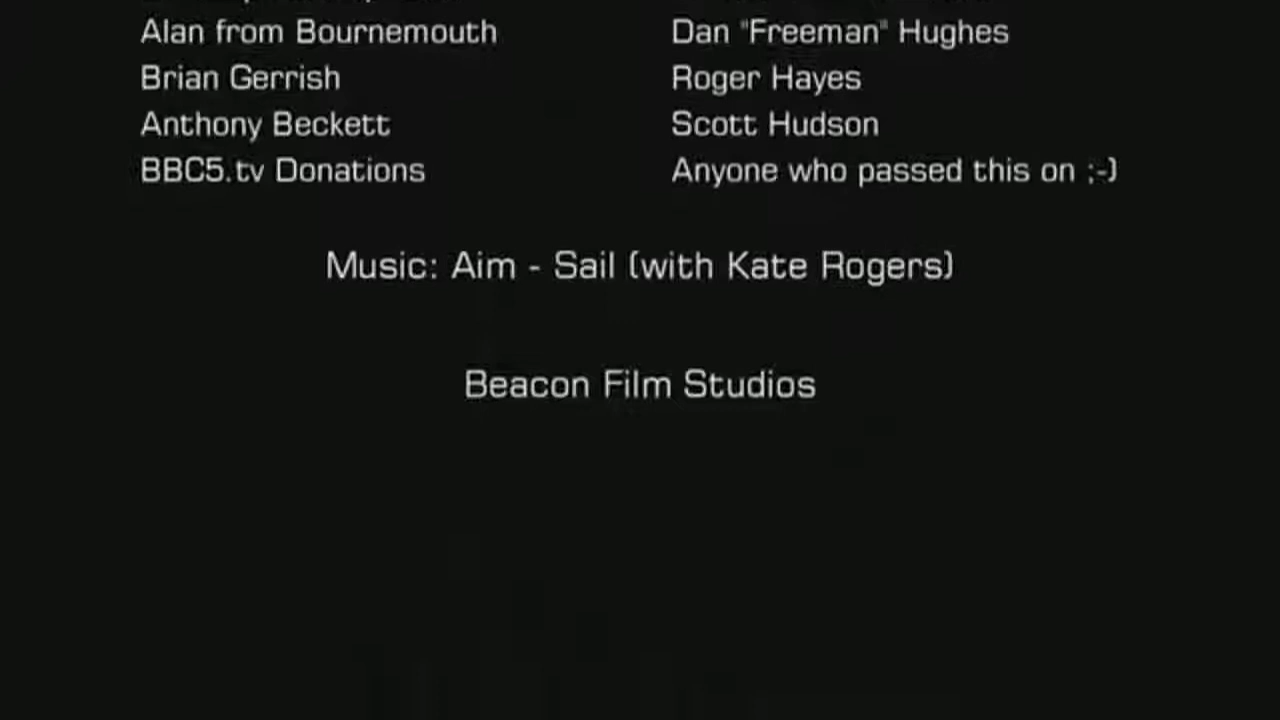 Alan from Bournemouth
Dan "Freeman" Hughes
Brian Gerrish
Roger Hayes
Anthony Beckett
Scott Hudson
BBC5.tv Donations
Anyone who passed this on ;-)
Music: Aim - Sail (with Kate Rogers)
Beacon Film Studios